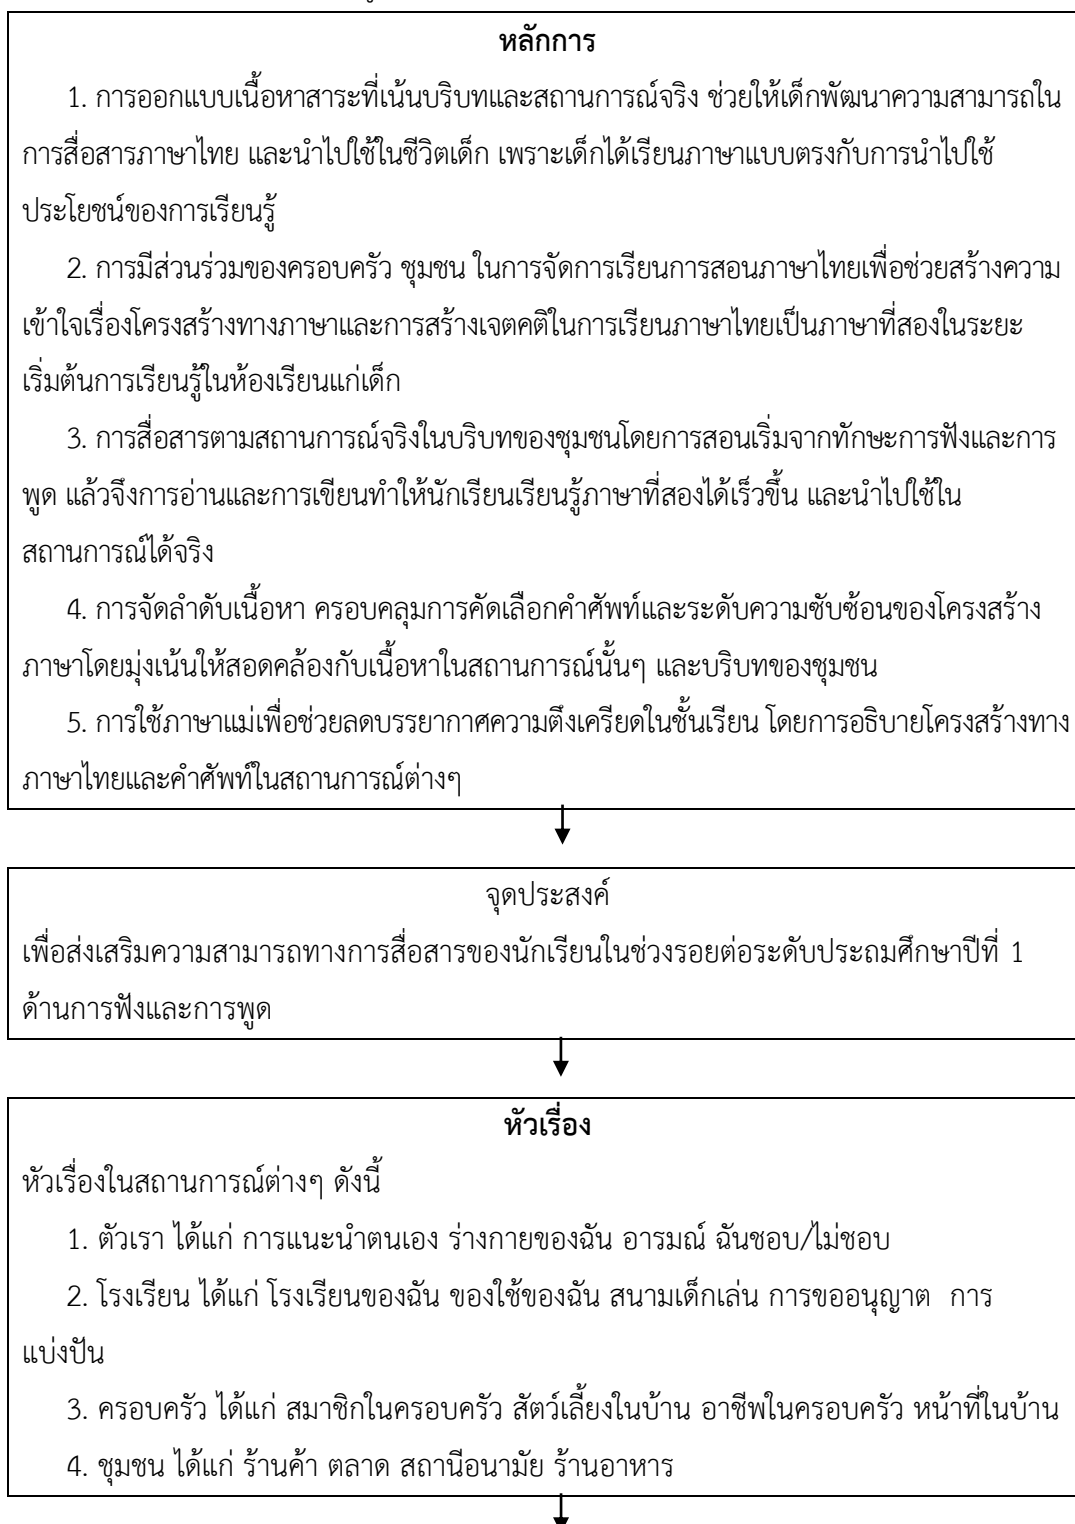 หลักการ
1. การออกแบบเนื้อหาสาระที่เน้นบริบทและสถานการณ์จริง ช่วยให้เด็กพัฒนาความสามารถใน
การสื่อสารภาษาไทย และนำไปใช้ในชีวิตเด็ก เพราะเด็กได้เรียนภาษาแบบตรงกับการนำไปใช้
ประโยชน์ของการเรียนรู้
2. การมีส่วนร่วมของครอบครัว ชุมชน ในการจัดการเรียนการสอนภาษาไทยเพื่อช่วยสร้างความ
เข้าใจเรื่องโครงสร้างทางภาษาและการสร้างเจตคติในการเรียนภาษาไทยเป็นภาษาที่สองในระยะ
เริ่มต้นการเรียนรู้ในห้องเรียนแก่เด็ก
3. การสื่อสารตามสถานการณ์จริงในบริบทของชุมชนโดยการสอนเริ่มจากทักษะการฟังและการ
พูด แล้วจึงการอ่านและการเขียนทำให้นักเรียนเรียนรู้ภาษาที่สองได้เร็วขึ้น และนำไปใช้ใน
สถานการณ์ได้จริง
4. การจัดลำดับเนื้อหา ครอบคลุมการคัดเลือกคำศัพท์และระดับความซับซ้อนของโครงสร้าง
ภาษาโดยมุ่งเน้นให้สอดคล้องกับเนื้อหาในสถานการณ์นั้นๆ และบริบทของชุมชน
5. การใช้ภาษาแม่เพื่อช่วยลดบรรยากาศความตึงเครียดในชั้นเรียน โดยการอธิบายโครงสร้างทาง
ภาษาไทยและคำศัพท์ในสถานการณ์ต่างๆ
จุดประสงค์
เพื่อส่งเสริมความสามารถทางการสื่อสารของนักเรียนในช่วงรอยต่อระดับประถมศึกษาปีที่ 1
ด้านการฟังและการพูด
หัวเรื่อง
หัวเรื่องในสถานการณ์ต่างๆ ดังนี้
1. ตัวเรา ได้แก่ การแนะนำตนเอง ร่างกายของฉัน อารมณ์ ฉันชอบ/ไม่ชอบ
2. โรงเรียน ได้แก่ โรงเรียนของฉัน ของใช้ของฉัน สนามเด็กเล่น การขออนุญาต การ
แบ่งปัน
3. ครอบครัว ได้แก่ สมาชิกในครอบครัว สัตว์เลี้ยงในบ้าน อาชีพในครอบครัว หน้าที่ในบ้าน
4. ชุมชน ได้แก่ ร้านค้า ตลาด สถานีอนามัย ร้านอาหาร